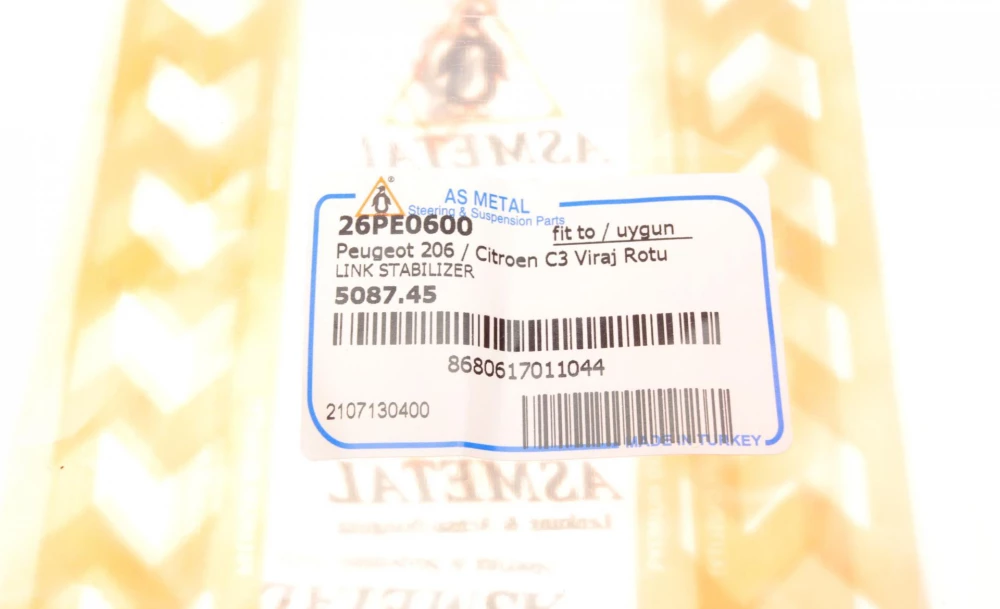 ASMETAL
®
AS METAL
Steering & Suspension Parts
26PE0600
fit to / uygun
Peugeot 206 / Citroen C3 Viraj Rotu
LINK STABILIZER
5087.45
8680617011044
2107130400
MADE IN TURKEY
ASMETAL